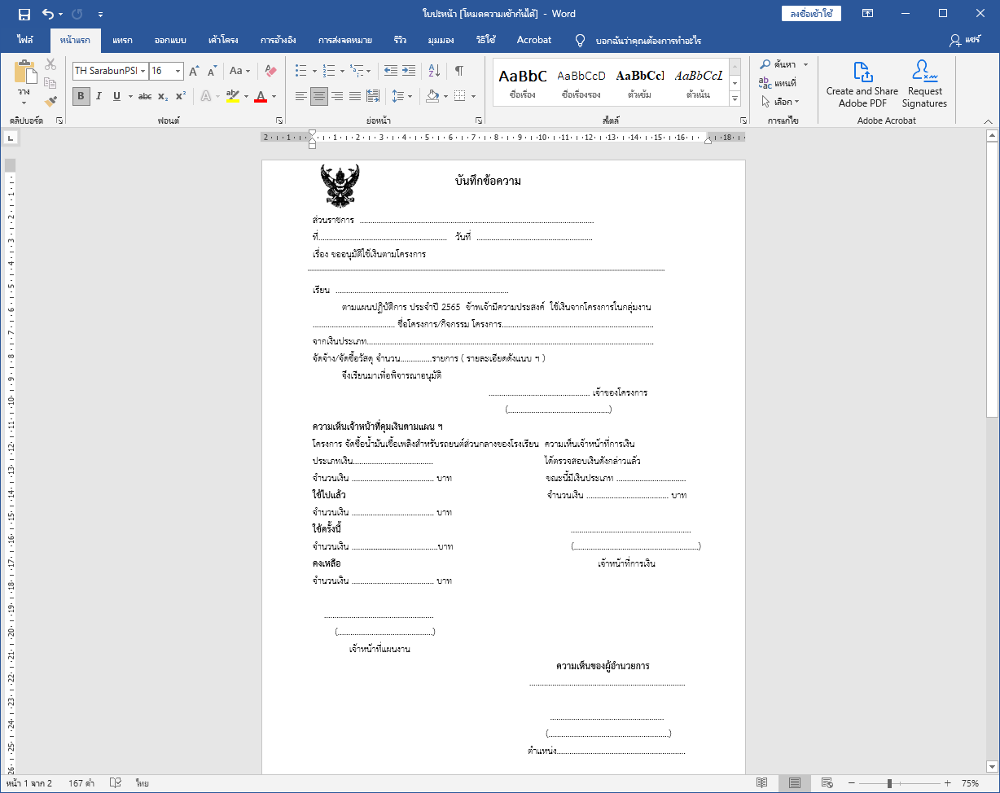 ใบปะหน้า [โหมดความเข้ากันได้] - Word
ลงชื่อเข้าใช้
ไฟล์ หน้าแรก แทรก ออกแบบ เค้าโครง การอ้างอิง การส่งจดหมาย รีวิว มุมมอง วิธีใช้ Acrobat บอกฉันว่าคุณต้องการทำอะไร แชร์
วาง
TH SarabunPSK 16
AaBbC AaBbCcD AaBbCcl AaBbCcL
ชื่อเรื่อง ชื่อเรื่องรอง ตัวเข้ม ตัวเน้น
ค้นหา
แทนที่
เลือก
Create and Share Adobe PDF
Request Signatures
คลิปบอร์ด ฟอนต์ ย่อหน้า สไตล์ การแก้ไข Adobe Acrobat
บันทึกข้อความ
ส่วนราชการ ............................................................
ที่............................................................ วันที่ ............................................................
เรื่อง ขออนุมัติใช้เงินตามโครงการ
เรียน ............................................................
ตามแผนปฏิบัติการ ประจำปี 2565 ข้าพเจ้ามีความประสงค์ ใช้เงินจากโครงการในกลุ่มงาน
........................................ ชื่อโครงการ/กิจกรรม โครงการ............................................................
จากเงินประเภท............................................................
จัดจ้าง/จัดซื้อวัสดุ จำนวน..............รายการ ( รายละเอียดดังแนบ ฯ )
จึงเรียนมาเพื่อพิจารณาอนุมัติ
.................................................. เจ้าของโครงการ
(..................................................)
ความเห็นเจ้าหน้าที่คุมเงินตามแผน ฯ
โครงการ จัดซื้อน้ำมันเชื้อเพลิงสำหรับรถยนต์ส่วนกลางของโรงเรียน ความเห็นเจ้าหน้าที่การเงิน
ประเภทเงิน.................................... ได้ตรวจสอบเงินดังกล่าวแล้ว
จำนวนเงิน ...................................... บาท ขณะนี้มีเงินประเภท ................................
ใช้ไปแล้ว จำนวนเงิน ...................................... บาท
จำนวนเงิน ...................................... บาท
ใช้ครั้งนี้ ........................................................
จำนวนเงิน ........................................บาท (........................................................)
คงเหลือ เจ้าหน้าที่การเงิน
จำนวนเงิน ...................................... บาท
..................................................
(..............................................)
เจ้าหน้าที่แผนงาน
ความเห็นของผู้อำนวยการ
........................................................................
....................................................
(........................................................)
ตำแหน่ง............................................................
หน้า 1 จาก 2 167 คำ ไทย 75%